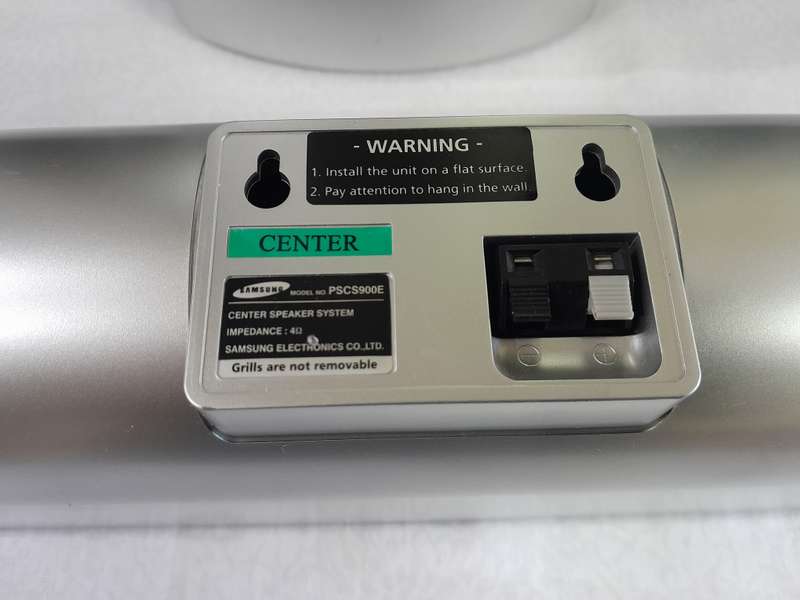 - WARNING -
1. Install the unit on a flat surface.
2. Pay attention to hang in the wall.
CENTER
SAMSUNG MODEL NO PSCS900E
CENTER SPEAKER SYSTEM
IMPEDANCE : 4Ω
SAMSUNG ELECTRONICS CO.,LTD.
Grills are not removable
⊖ ⊕